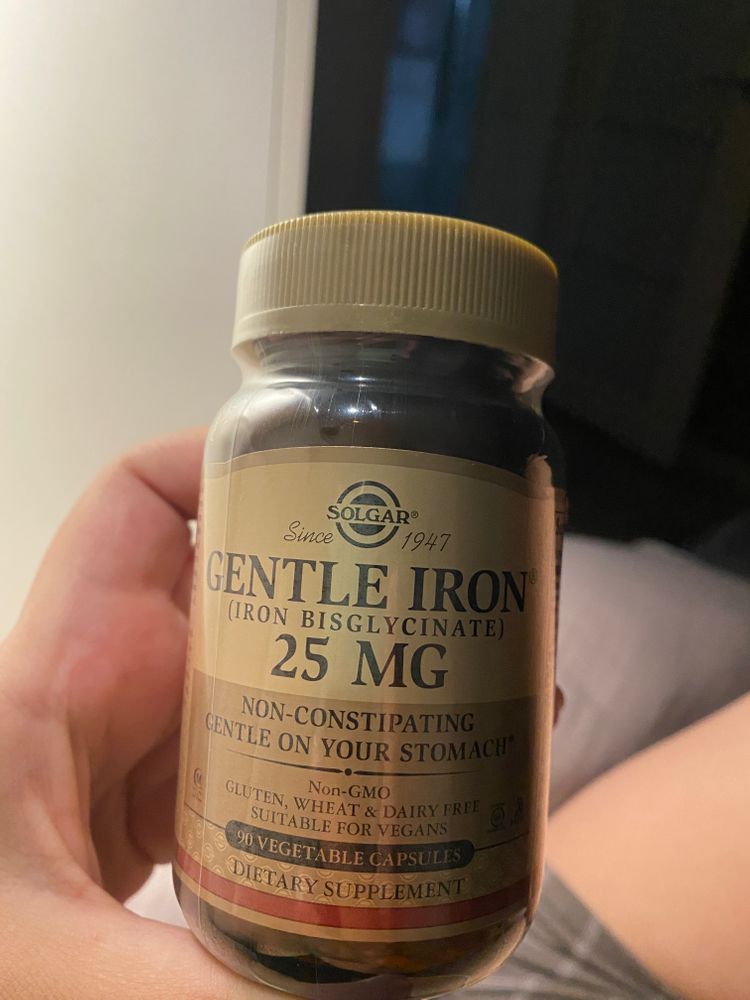 SOLGAR®
Since 1947
GENTLE IRON®
(IRON BISGLYCINATE)
25 MG
NON-CONSTIPATING
GENTLE ON YOUR STOMACH*
Non-GMO
GLUTEN, WHEAT & DAIRY FREE
SUITABLE FOR VEGANS
90 VEGETABLE CAPSULES
DIETARY SUPPLEMENT